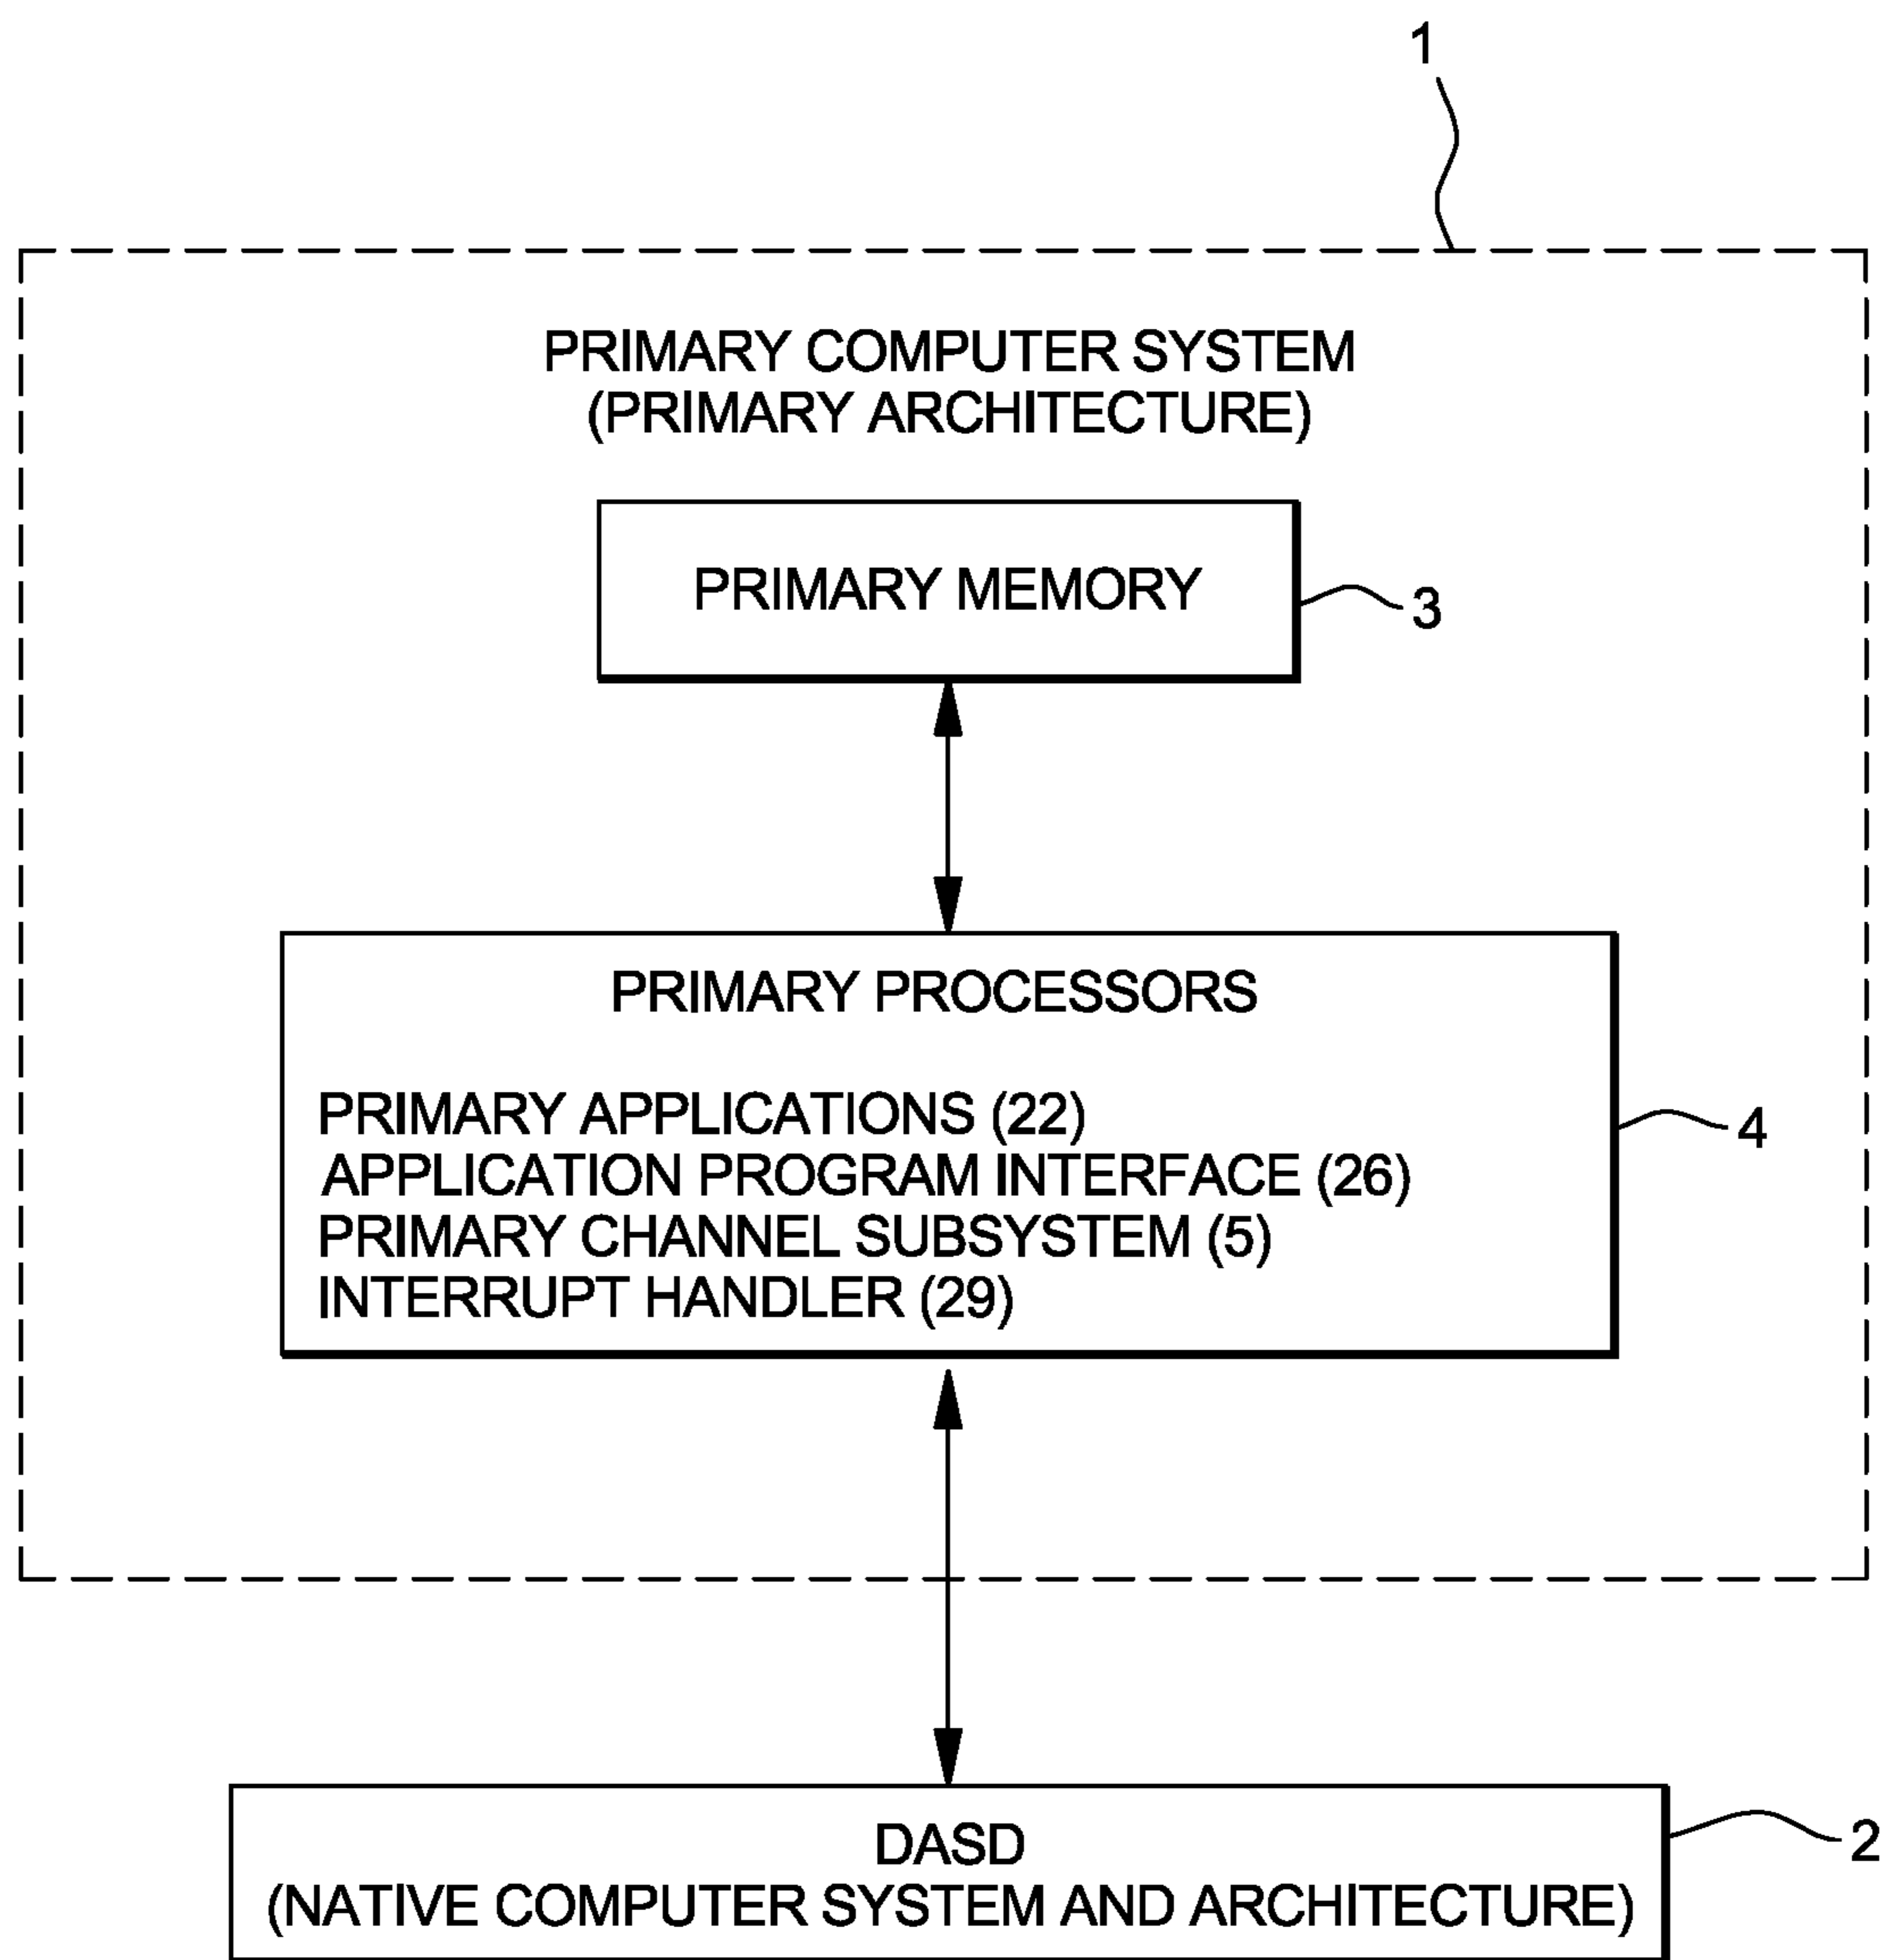 1
PRIMARY COMPUTER SYSTEM
(PRIMARY ARCHITECTURE)
PRIMARY MEMORY
3
PRIMARY PROCESSORS
PRIMARY APPLICATIONS (22)
APPLICATION PROGRAM INTERFACE (26)
PRIMARY CHANNEL SUBSYSTEM (5)
INTERRUPT HANDLER (29)
4
DASD
(NATIVE COMPUTER SYSTEM AND ARCHITECTURE)
2